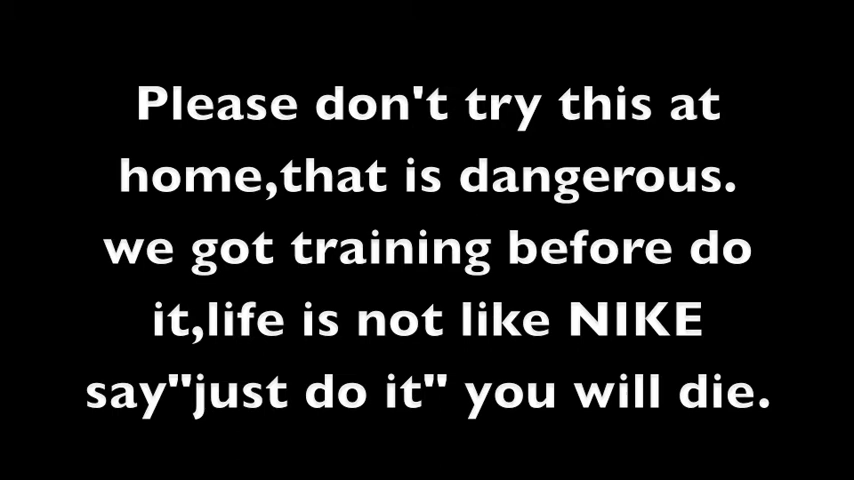 Please don't try this at
home,that is dangerous.
we got training before do
it,life is not like NIKE
say"just do it" you will die.